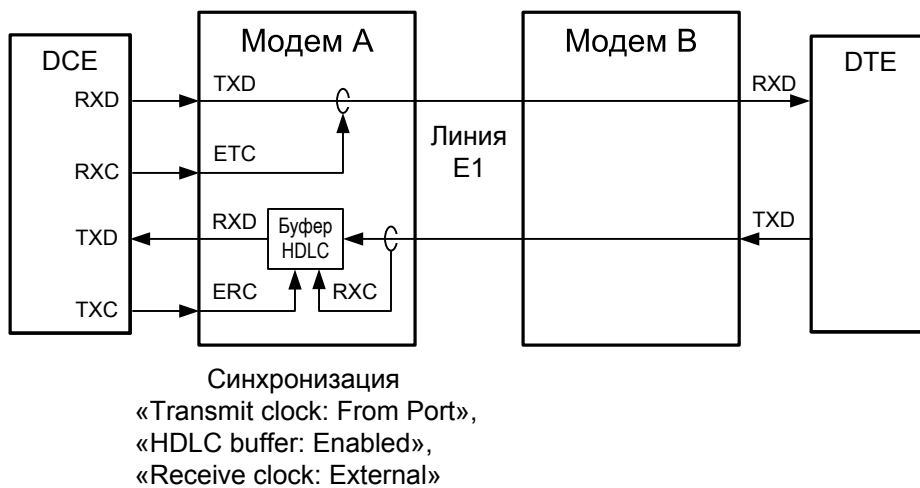 DCE
RXD
RXC
TXD
TXC
Модем A
TXD
ETC
RXD
Буфер
HDLC
ERC
RXC
Линия
E1
Модем B
RXD
TXD
DTE
Синхронизация
«Transmit clock: From Port»,
«HDLC buffer: Enabled»,
«Receive clock: External»